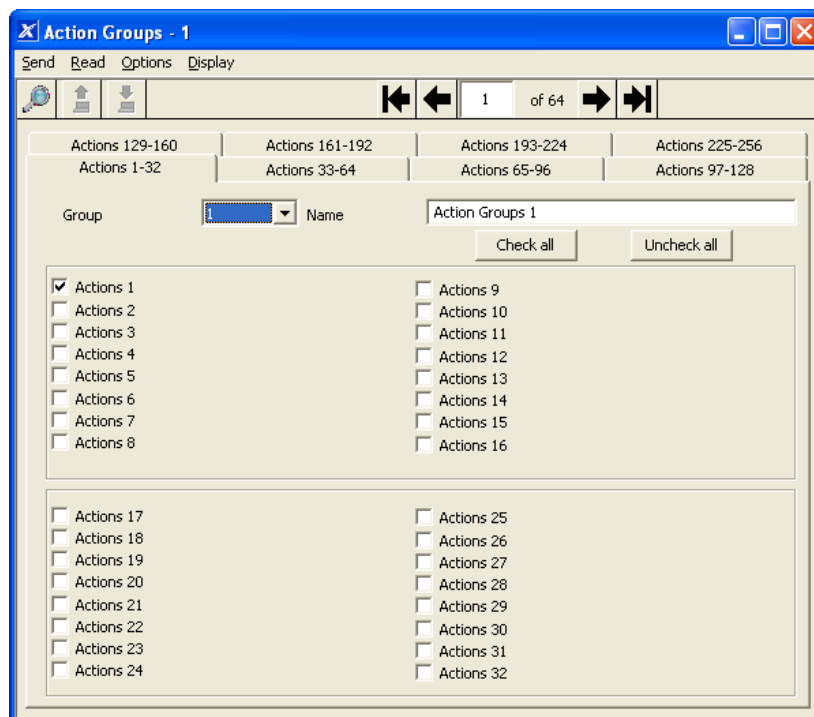 Action Groups - 1
Send Read Options Display
1 of 64
Actions 129-160 Actions 161-192 Actions 193-224 Actions 225-256
Actions 1-32 Actions 33-64 Actions 65-96 Actions 97-128
Group 1 Name Action Groups 1
Check all Uncheck all
Actions 1
Actions 2
Actions 3
Actions 4
Actions 5
Actions 6
Actions 7
Actions 8
Actions 9
Actions 10
Actions 11
Actions 12
Actions 13
Actions 14
Actions 15
Actions 16
Actions 17
Actions 18
Actions 19
Actions 20
Actions 21
Actions 22
Actions 23
Actions 24
Actions 25
Actions 26
Actions 27
Actions 28
Actions 29
Actions 30
Actions 31
Actions 32